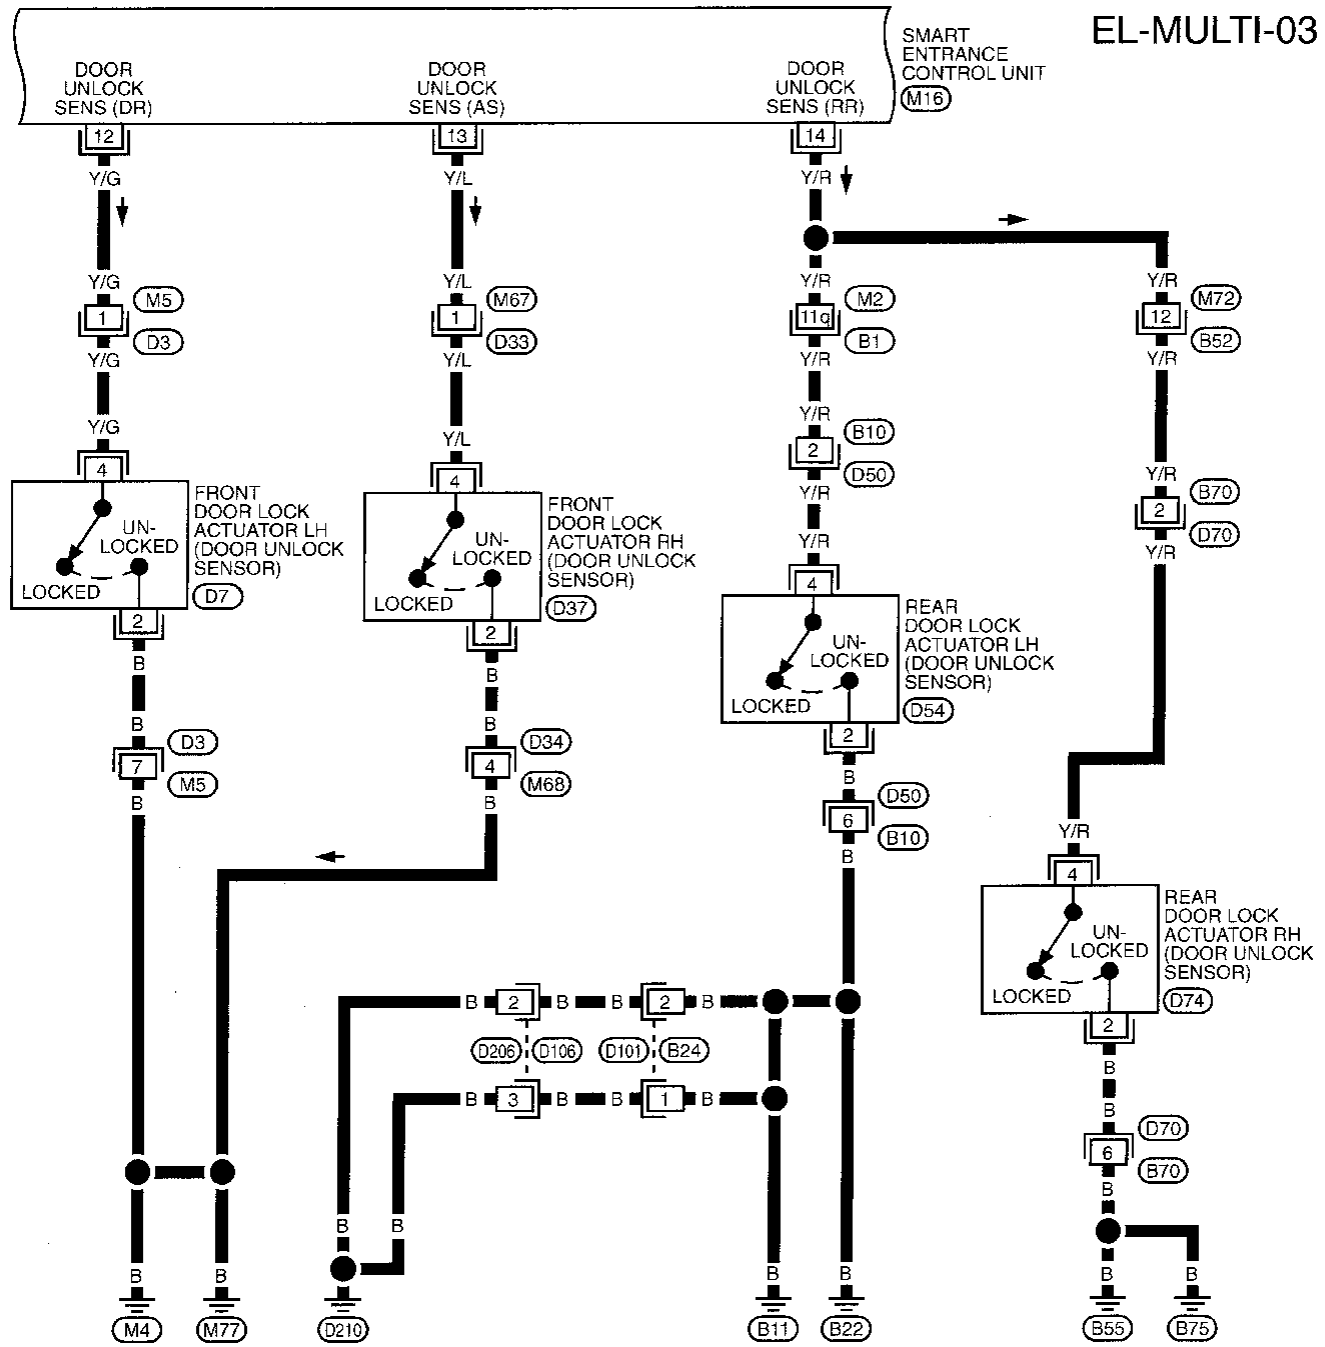 EL-MULTI-03
SMART
ENTRANCE
CONTROL UNIT
M16
DOOR
UNLOCK
SENS (DR)
DOOR
UNLOCK
SENS (AS)
DOOR
UNLOCK
SENS (RR)
12
13
14
Y/G
Y/L
Y/R
Y/G
Y/L
Y/R
Y/R
M5
M67
M2
M72
1
1
11q
12
D3
D33
B1
B52
Y/G
Y/L
Y/R
Y/R
Y/G
Y/L
Y/R
Y/R
B10
2
D50
B70
2
D70
Y/R
Y/R
Y/R
4
4
4
FRONT
DOOR LOCK
ACTUATOR LH
(DOOR UNLOCK
SENSOR)
D7
UN-
LOCKED
LOCKED
2
FRONT
DOOR LOCK
ACTUATOR RH
(DOOR UNLOCK
SENSOR)
D37
UN-
LOCKED
LOCKED
2
REAR
DOOR LOCK
ACTUATOR LH
(DOOR UNLOCK
SENSOR)
D54
UN-
LOCKED
LOCKED
2
B
B
B
B
B
D3
D34
7
4
M5
M68
B
B
D50
6
B10
B
Y/R
4
REAR
DOOR LOCK
ACTUATOR RH
(DOOR UNLOCK
SENSOR)
D74
UN-
LOCKED
LOCKED
2
B 2 B B 2 B
D206 D106 D101 B24
B 3 B B 1 B
B
B
D70
6
B70
B
B
B
B
B
B
B
B
B
M4
M77
D210
B11
B22
B55
B75